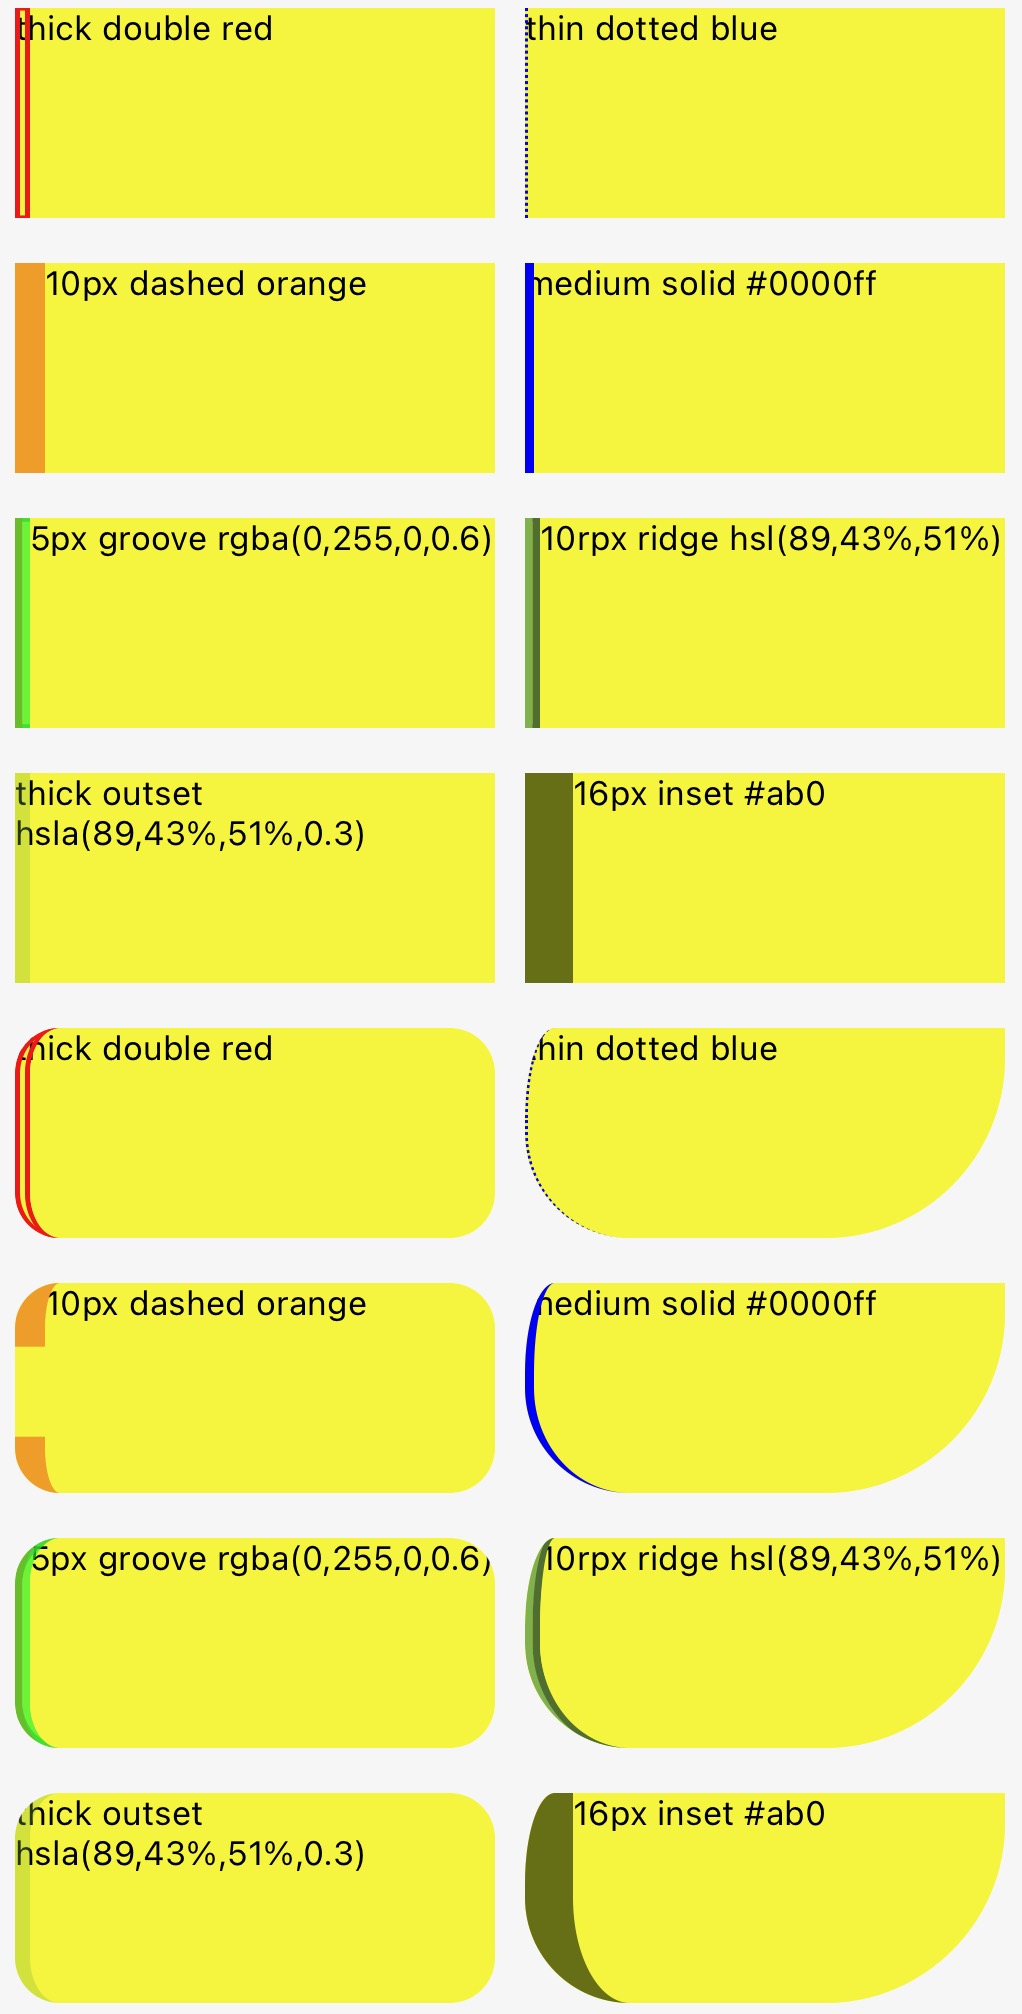 thick double red
thin dotted blue
10px dashed orange
medium solid #0000ff
5px groove rgba(0,255,0,0.6)
10rpx ridge hsl(89,43%,51%)
thick outset
hsla(89,43%,51%,0.3)
16px inset #ab0
thick double red
thin dotted blue
10px dashed orange
medium solid #0000ff
5px groove rgba(0,255,0,0.6)
10rpx ridge hsl(89,43%,51%)
thick outset
hsla(89,43%,51%,0.3)
16px inset #ab0